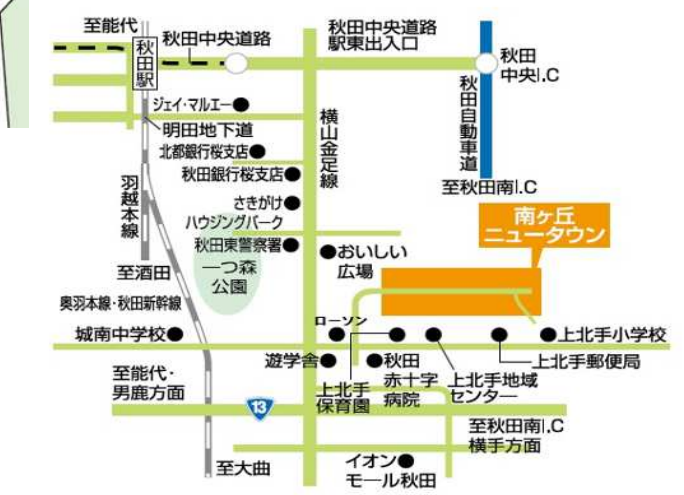 至能代
秋田中央道路
秋田駅
秋田中央道路
駅東出入口
秋田
中央I.C
秋田自動車道
至秋田南I.C
ジェイ・マルエー
明田地下道
北都銀行桜支店
秋田銀行桜支店
横山金足線
さきがけ
ハウジングパーク
秋田東警察署
一つ森
公園
羽越本線
至酒田
奥羽本線・秋田新幹線
おいしい
広場
南ヶ丘
ニュータウン
城南中学校
ローソン
上北手小学校
遊学舎
秋田
赤十字
病院
上北手
保育園
上北手地域
センター
上北手郵便局
至能代・
男鹿方面
13
至秋田南I.C
横手方面
至大曲
イオン
モール秋田